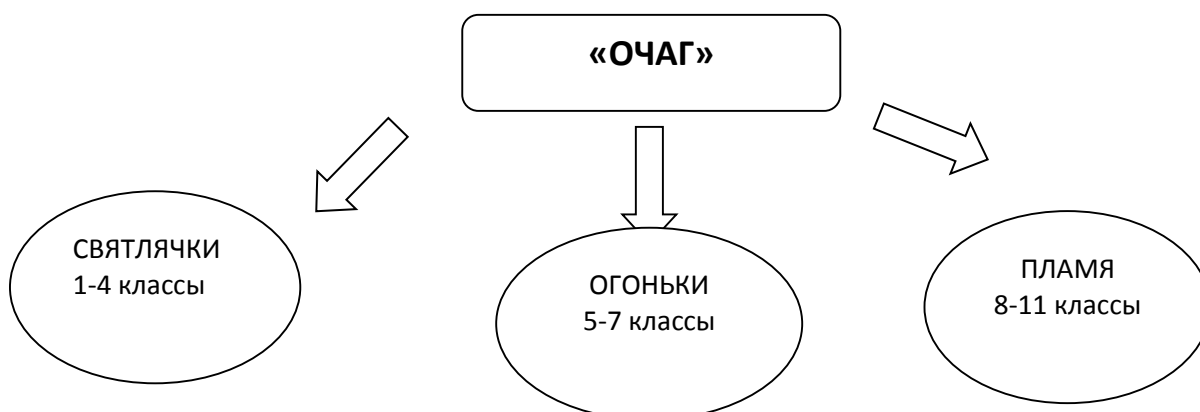 «ОЧАГ»
СВЯТЛЯЧКИ
1-4 классы
ОГОНЬКИ
5-7 классы
ПЛАМЯ
8-11 классы